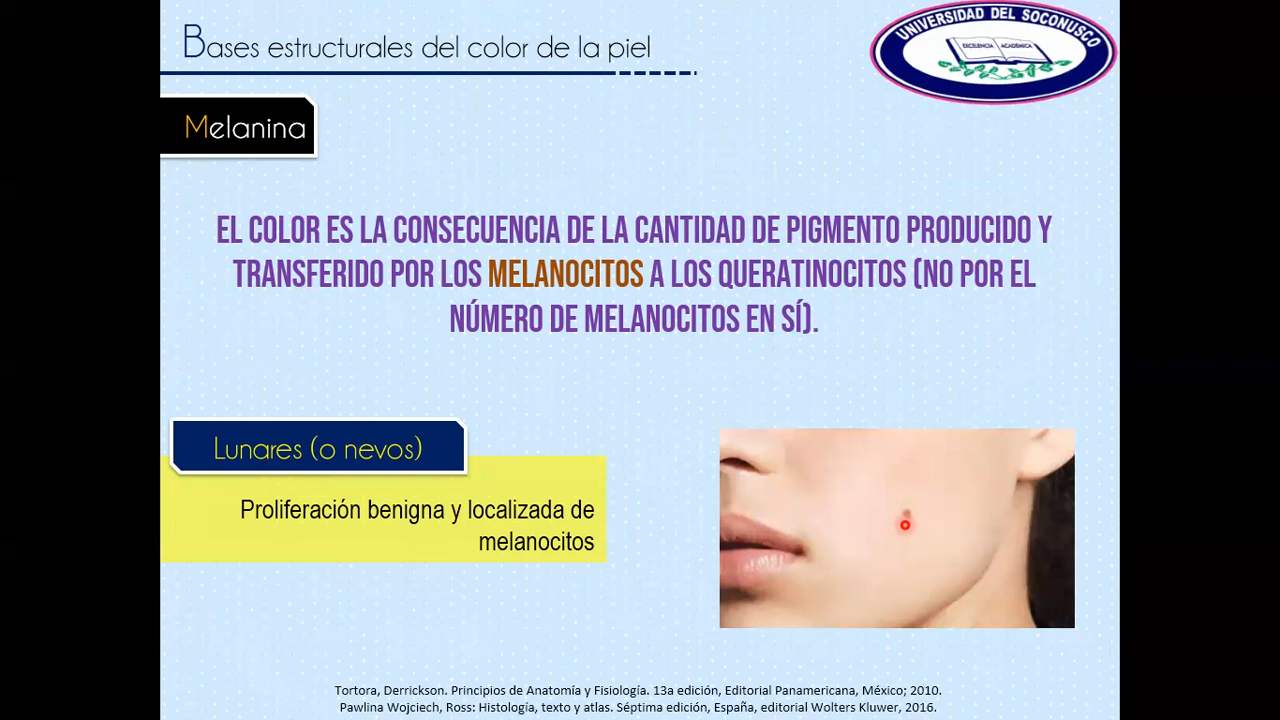 Bases estructurales del color de la piel
UNIVERSIDAD DEL SOCONUSCO
EXCELENCIA ACADÉMICA
Melanina
EL COLOR ES LA CONSECUENCIA DE LA CANTIDAD DE PIGMENTO PRODUCIDO Y
TRANSFERIDO POR LOS MELANOCITOS A LOS QUERATINOCITOS (NO POR EL
NÚMERO DE MELANOCITOS EN SÍ).
Lunares (o nevos)
Proliferación benigna y localizada de
melanocitos
Tortora, Derrickson. Principios de Anatomía y Fisiología. 13a edición, Editorial Panamericana, México; 2010.
Pawlina Wojciech, Ross: Histología, texto y atlas. Séptima edición, España, editorial Wolters Kluwer, 2016.